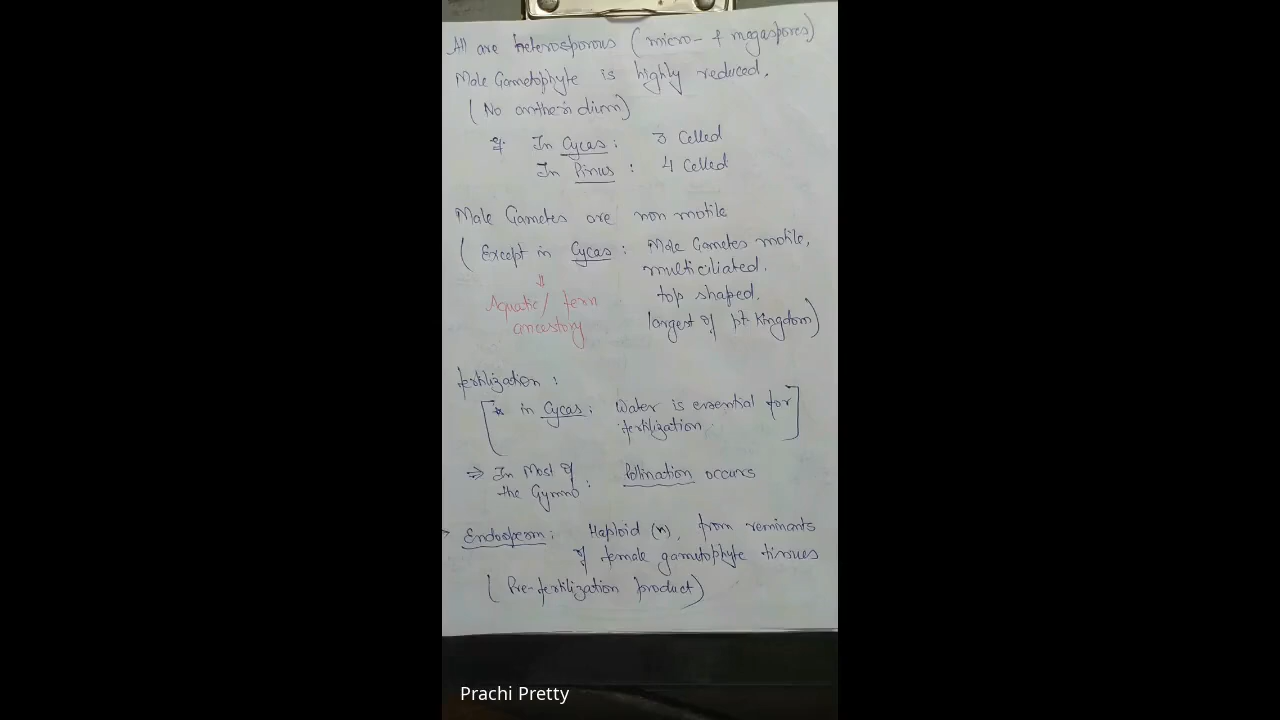 All are heterosporous (micro- & megaspores)
Male Gametophyte is highly reduced.
(No antheridium)
eg. In Cycas : 3 Celled
In Pinus : 4 Celled
Male Gametes are non motile
( Except in Cycas : Male Gametes motile,
multiciliated.
⇓
Aquatic / fern top shaped.
ancestory largest of pt Kingdom)
fertilization :
[ * in Cycas : Water is essential for
fertilization ]
⇒ In Most of : Pollination occurs
the Gymno
→ Endosperm : Haploid (n), from reminants
of female gametophyte tissues
( Pre-fertilization product)
Prachi Pretty